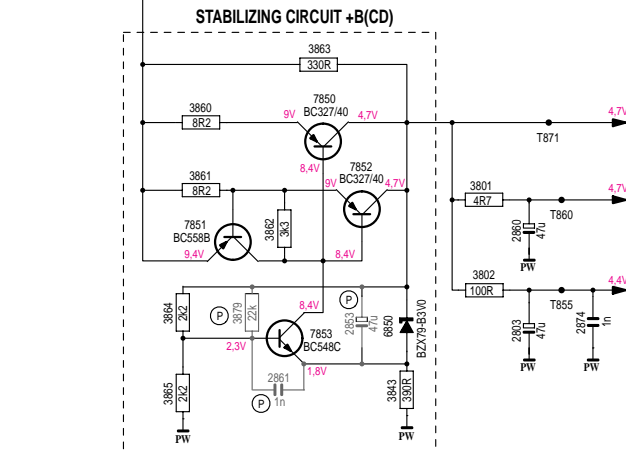 STABILIZING CIRCUIT +B(CD)
3863
330R
3860
8R2
9V
7850
BC327/40
4,7V
4,7V
T871
8,4V
3861
8R2
9V
7852
BC327/40
4,7V
3801
4R7
4,7V
T860
7851
BC558B
3862
3k3
2860
47u
PW
9,4V
8,4V
3802
100R
4,4V
T855
3864
2k2
P
3879
22k
8,4V
P
2853
47u
6850
BZX79-B3V0
2803
47u
2874
1n
7853
BC548C
2,3V
PW
PW
1,8V
3865
2k2
2861
1n
P
3843
390R
PW
PW